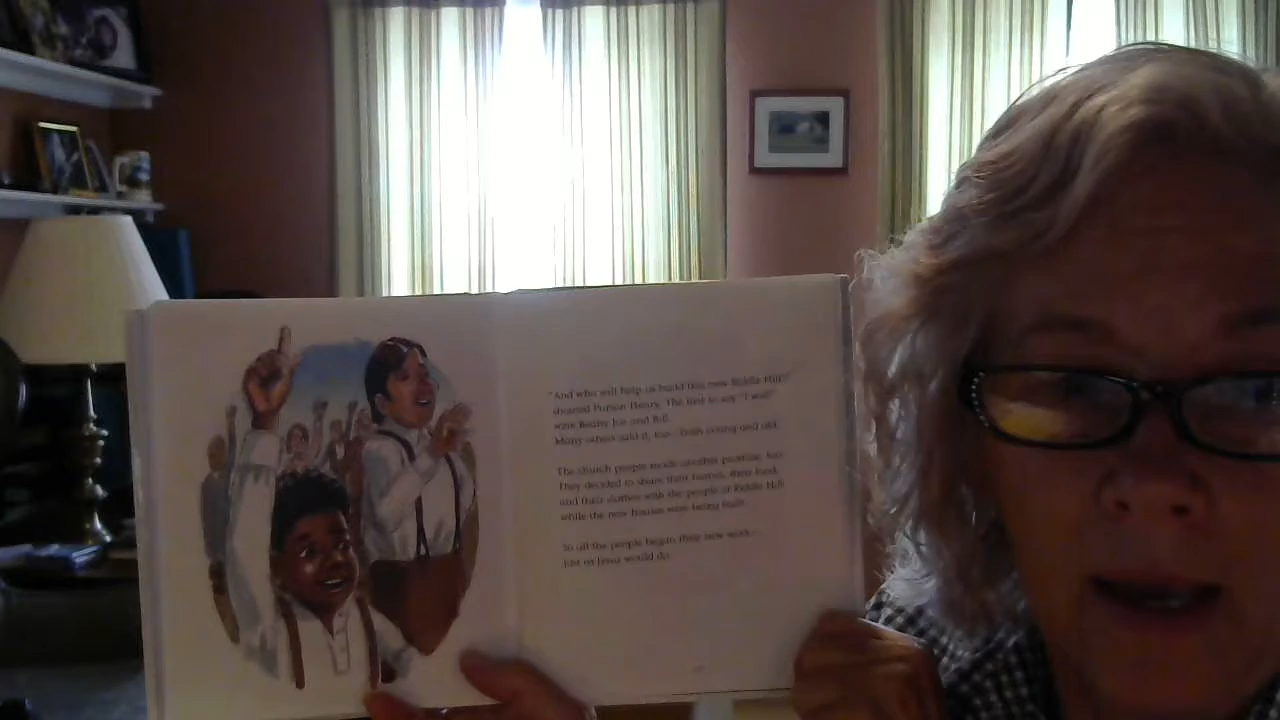 "And who will help us build this new Riddle Hill?"
shouted Parson Henry. The first to say "I will"
were Bobby Joe and Bill.
Many others said it, too—both young and old.
The church people made another promise, too.
They decided to share their homes, their food,
and their clothes with the people of Riddle Hill
while the new houses were being built.
So all the people began their new work—
just as Jesus would do.